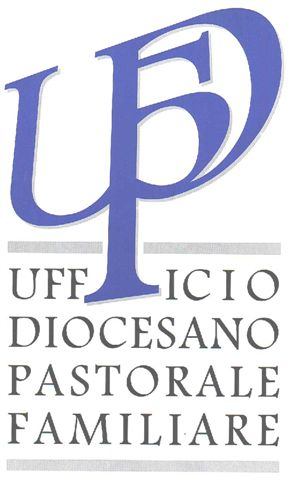 UFD
UFFICIO
DIOCESANO
PASTORALE
FAMILIARE